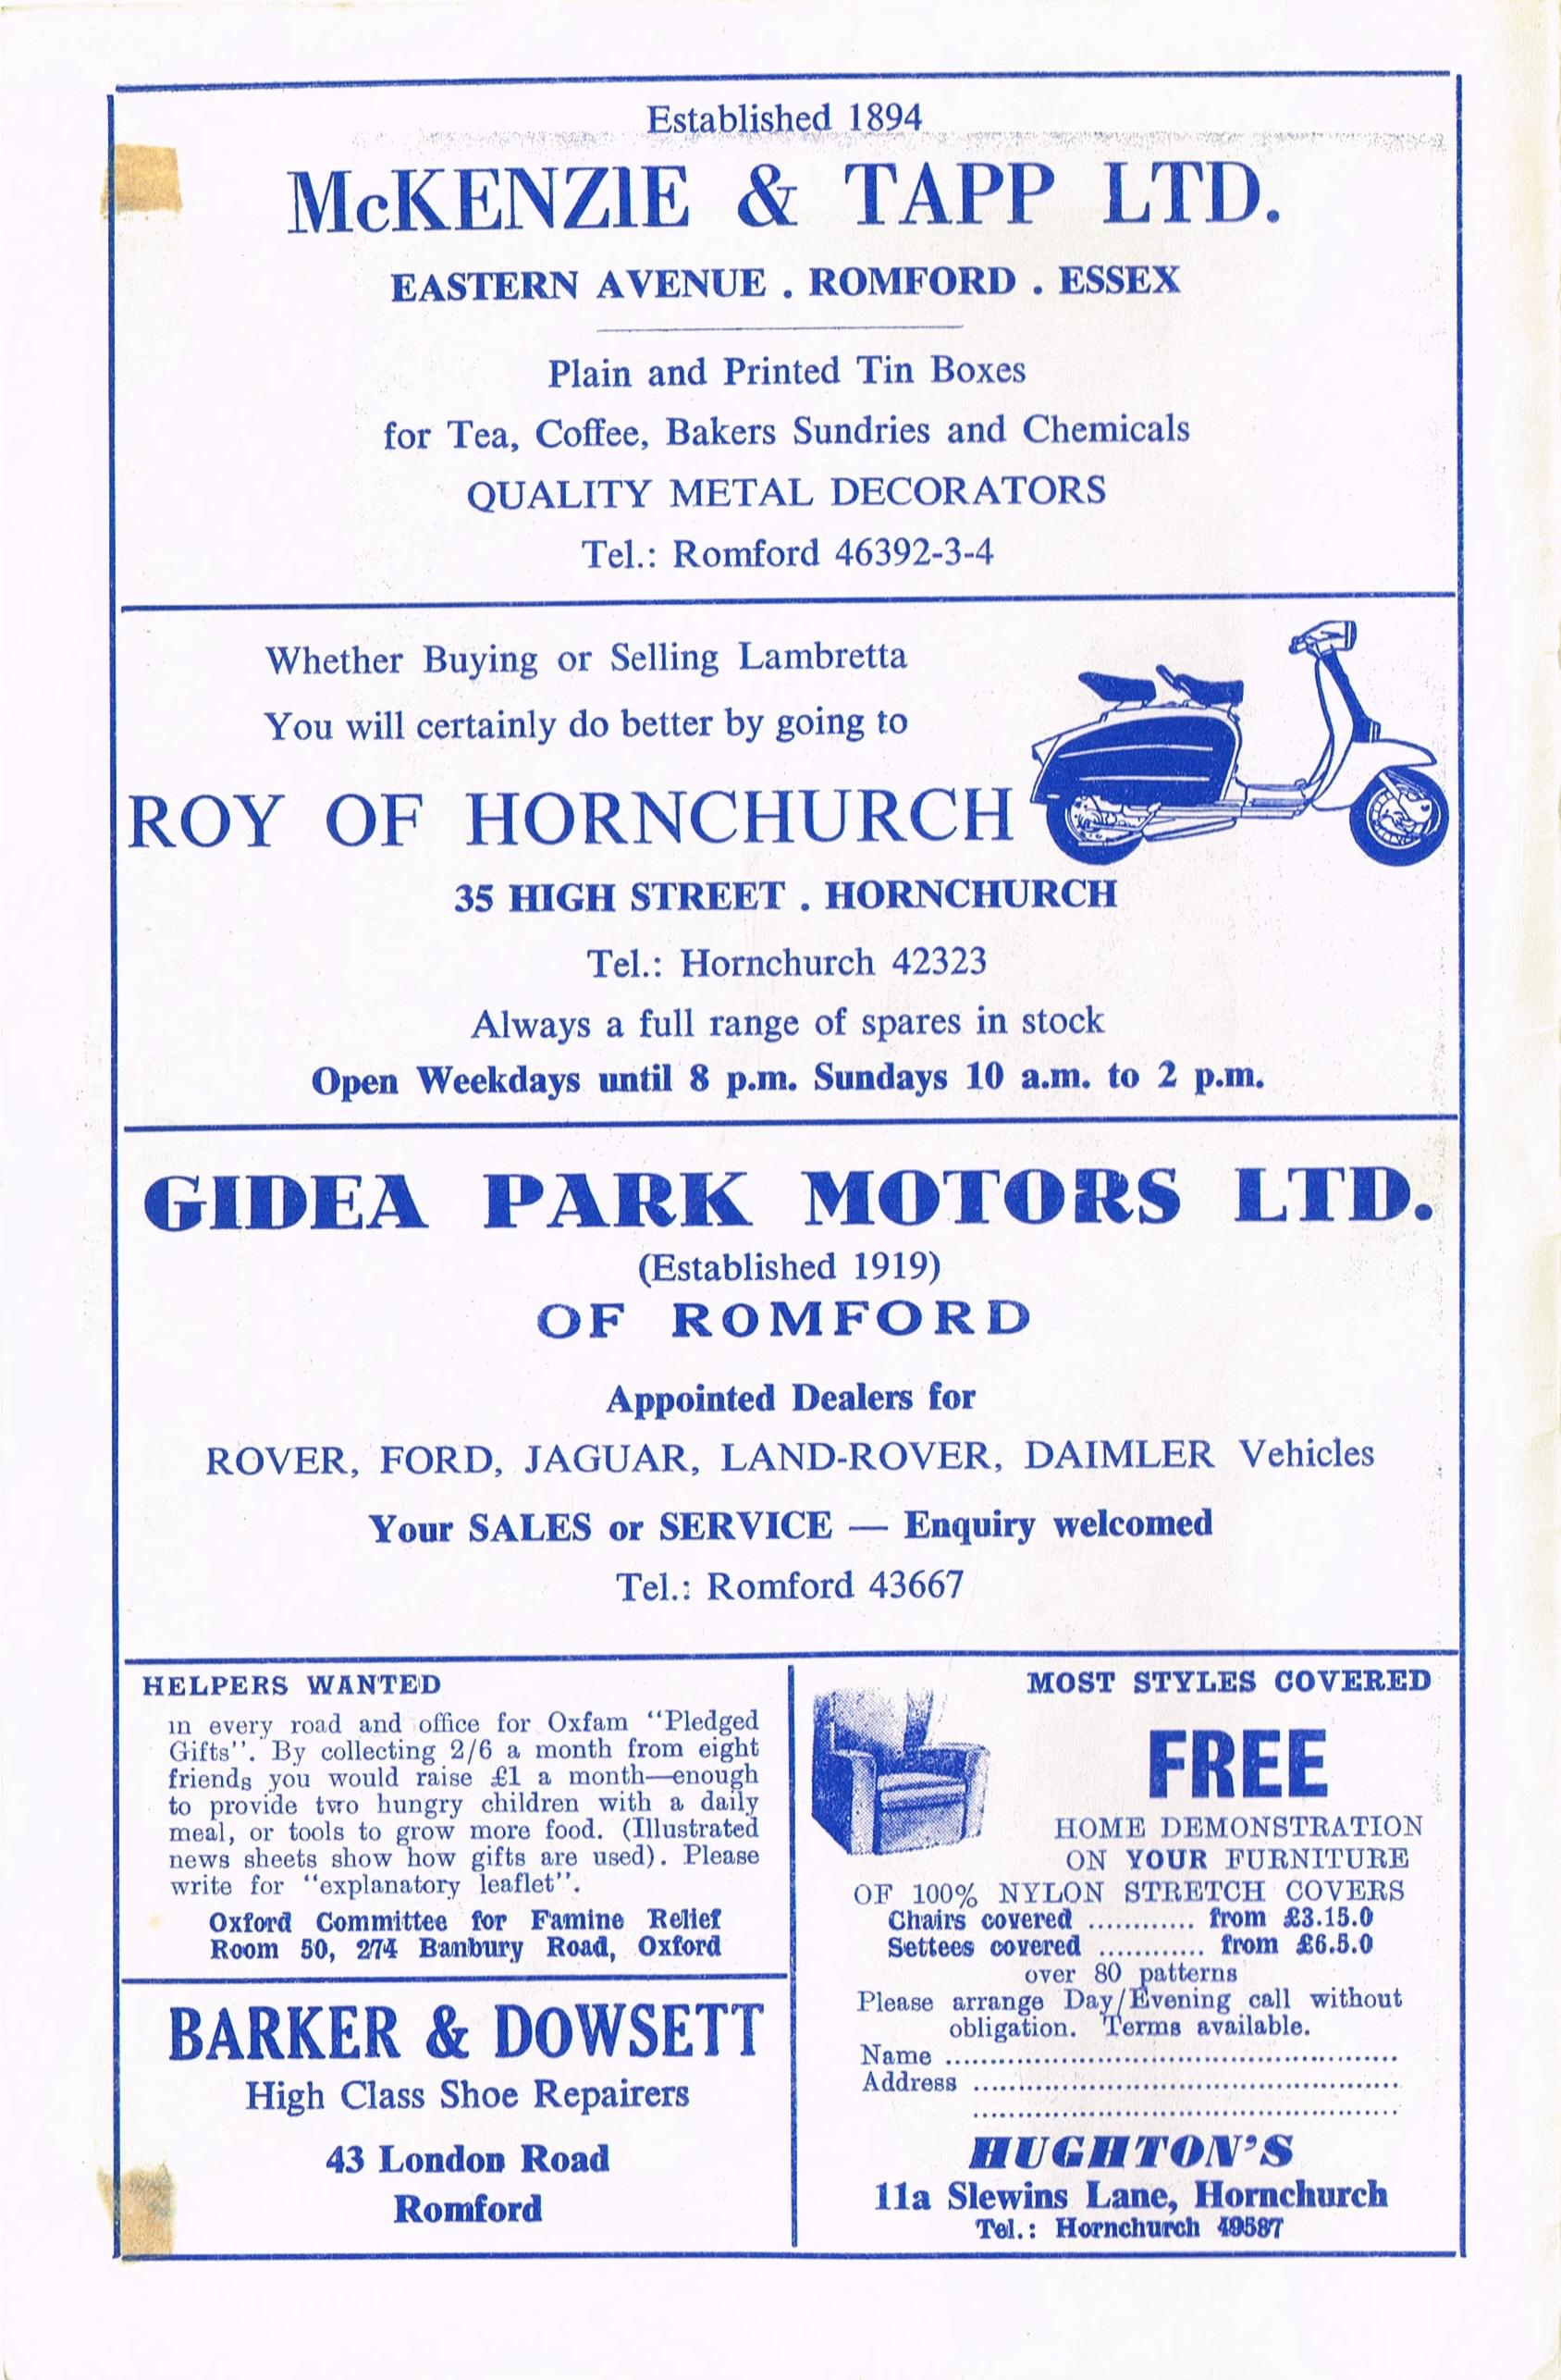 Established 1894
McKENZIE & TAPP LTD.
EASTERN AVENUE . ROMFORD . ESSEX
Plain and Printed Tin Boxes
for Tea, Coffee, Bakers Sundries and Chemicals
QUALITY METAL DECORATORS
Tel.: Romford 46392-3-4
Whether Buying or Selling Lambretta
You will certainly do better by going to
ROY OF HORNCHURCH
35 HIGH STREET . HORNCHURCH
Tel.: Hornchurch 42323
Always a full range of spares in stock
Open Weekdays until 8 p.m. Sundays 10 a.m. to 2 p.m.
GIDEA PARK MOTORS LTD.
(Established 1919)
OF ROMFORD
Appointed Dealers for
ROVER, FORD, JAGUAR, LAND-ROVER, DAIMLER Vehicles
Your SALES or SERVICE — Enquiry welcomed
Tel.: Romford 43667
HELPERS WANTED
in every road and office for Oxfam "Pledged
Gifts". By collecting 2/6 a month from eight
friends you would raise £1 a month—enough
to provide two hungry children with a daily
meal, or tools to grow more food. (Illustrated
news sheets show how gifts are used). Please
write for "explanatory leaflet".
Oxford Committee for Famine Relief
Room 50, 274 Banbury Road, Oxford
BARKER & DOWSETT
High Class Shoe Repairers
43 London Road
Romford
MOST STYLES COVERED
FREE
HOME DEMONSTRATION
ON YOUR FURNITURE
OF 100% NYLON STRETCH COVERS
Chairs covered ............ from £3.15.0
Settees covered ............ from £6.5.0
over 80 patterns
Please arrange Day/Evening call without
obligation. Terms available.
Name ............................................................
Address ........................................................
........................................................
HUGHTON'S
11a Slewins Lane, Hornchurch
Tel.: Hornchurch 49587